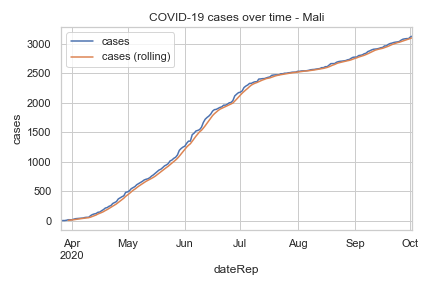 COVID-19 cases over time - Mali
cases
cases (rolling)
3000
2500
2000
1500
1000
500
0
cases
Apr
2020
May
Jun
Jul
Aug
Sep
Oct
dateRep